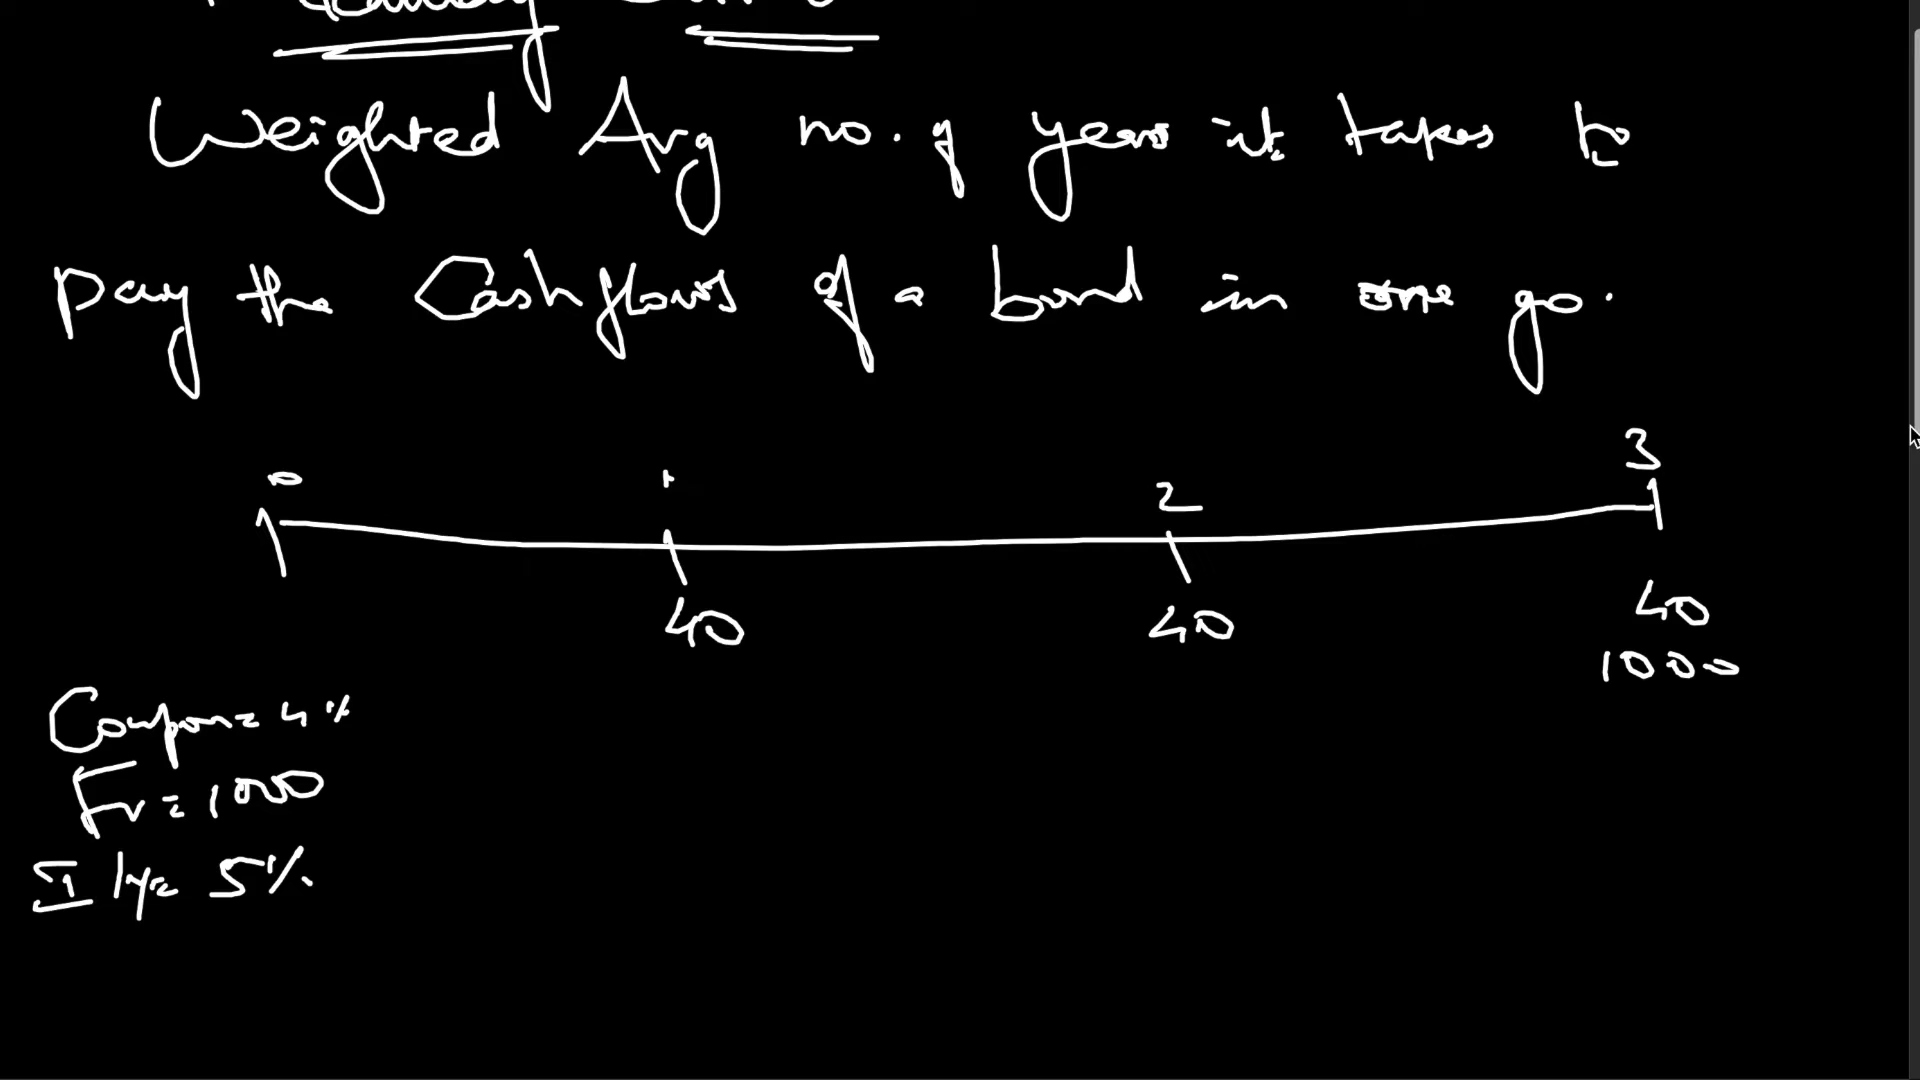 Weighted Avg no. of years it takes to
pay the Cashflows of a bond in one go.
0 1 2 3
40 40 40
1000
Coupon = 4%
Fv = 1000
I/y = 5%